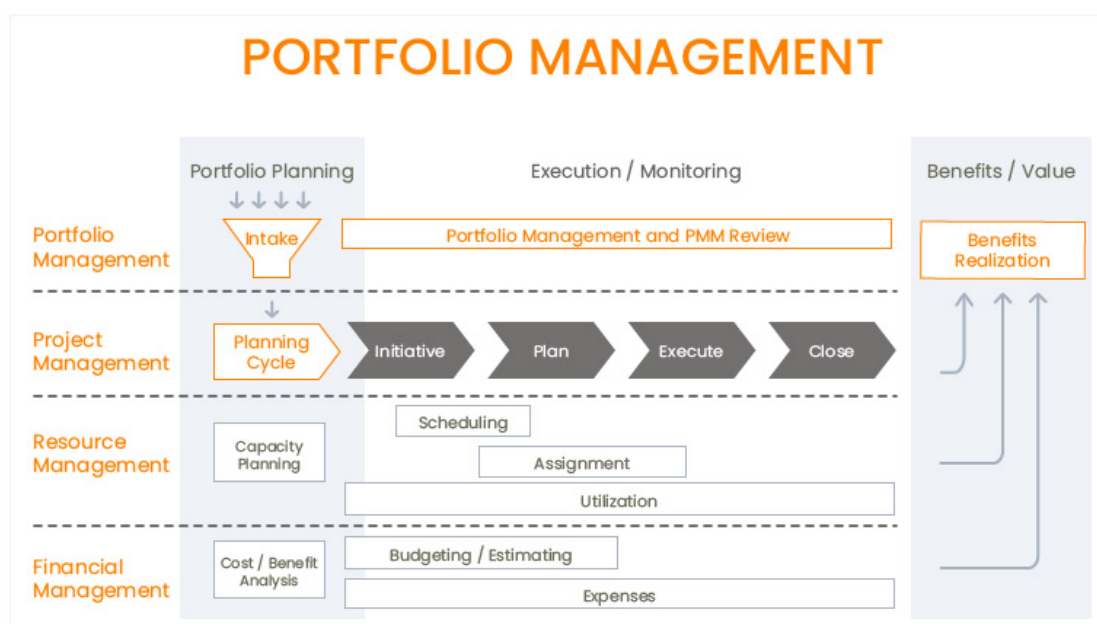 PORTFOLIO MANAGEMENT
Portfolio Planning
Execution / Monitoring
Benefits / Value
Portfolio
Management
Intake
Portfolio Management and PMM Review
Benefits
Realization
Project
Management
Planning
Cycle
Initiative
Plan
Execute
Close
Resource
Management
Capacity
Planning
Scheduling
Assignment
Utilization
Financial
Management
Cost / Benefit
Analysis
Budgeting / Estimating
Expenses